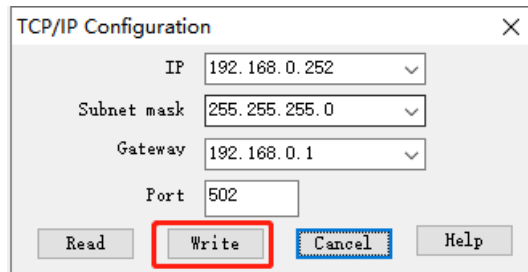 TCP/IP Configuration
IP 192.168.0.252
Subnet mask 255.255.255.0
Gateway 192.168.0.1
Port 502
Read Write Cancel Help